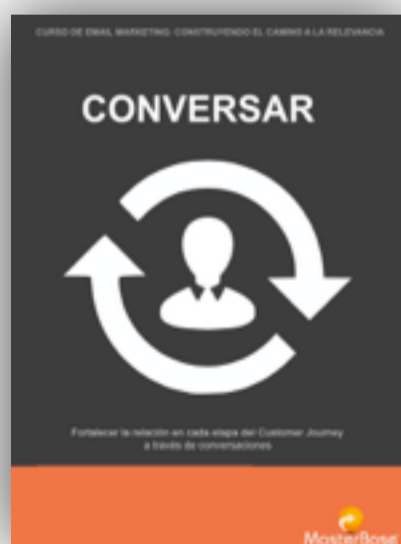 CURSO DE EMAIL MARKETING: CONSTRUYENDO EL CAMINO A LA RELEVANCIA
CONVERSAR
Fortalecer la relación en cada etapa del Customer Journey
a través de conversaciones
MasterBase